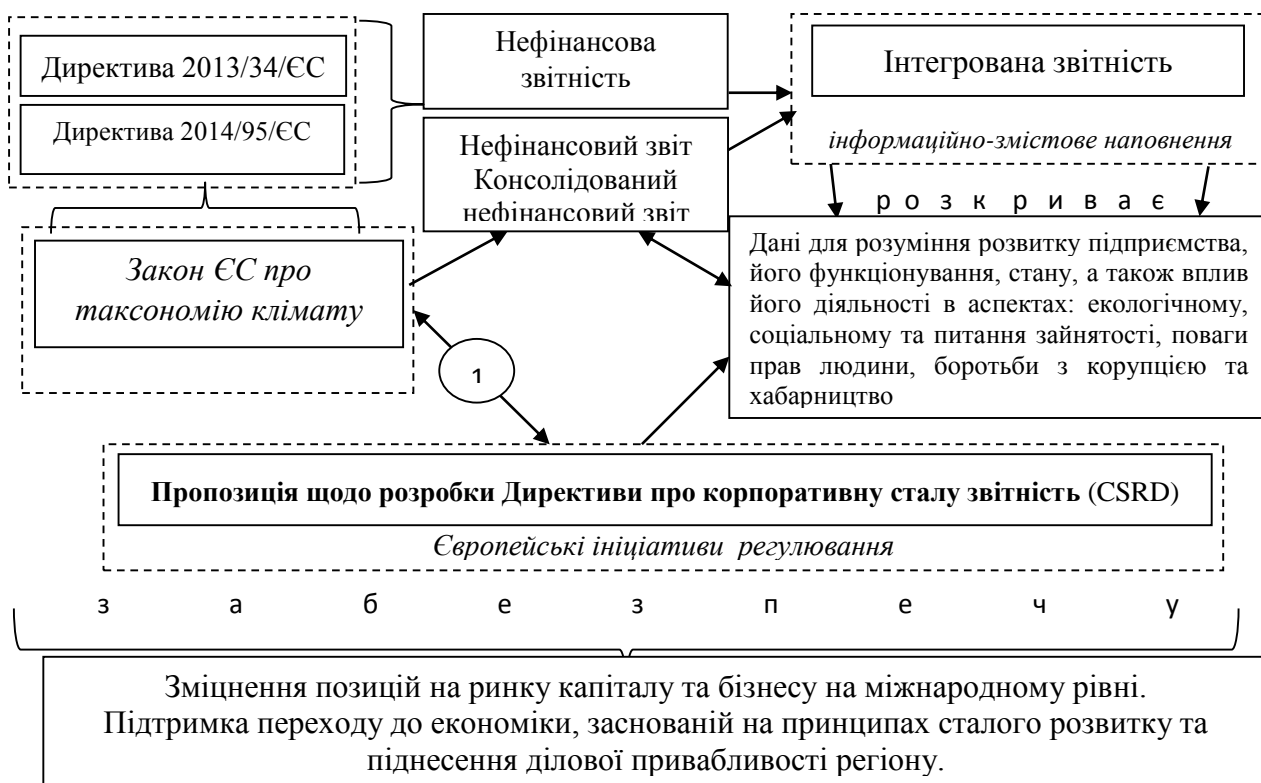 Директива 2013/34/ЄС
Директива 2014/95/ЄС
Нефінансова
звітність
Інтегрована звітність
інформаційно-змістове наповнення
Нефінансовий звіт
Консолідований
нефінансовий звіт
р о з к р и в а є
Закон ЄС про
таксономію клімату
Дані для розуміння розвитку підприємства,
його функціонування, стану, а також вплив
його діяльності в аспектах: екологічному,
соціальному та питання зайнятості, поваги
прав людини, боротьби з корупцією та
хабарництво
1
Пропозиція щодо розробки Директиви про корпоративну сталу звітність (CSRD)
Європейські ініціативи регулювання
з а б е з п е ч у
Зміцнення позицій на ринку капіталу та бізнесу на міжнародному рівні.
Підтримка переходу до економіки, заснованій на принципах сталого розвитку та
піднесення ділової привабливості регіону.